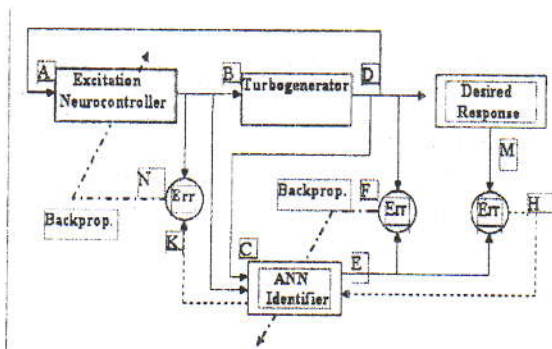 A
Excitation
Neurocontroller
B
Turbogenerator
D
Desired
Response
M
N
Err
Backprop.
F
Err
Err
H
Backprop.
K
C
E
ANN
Identifier